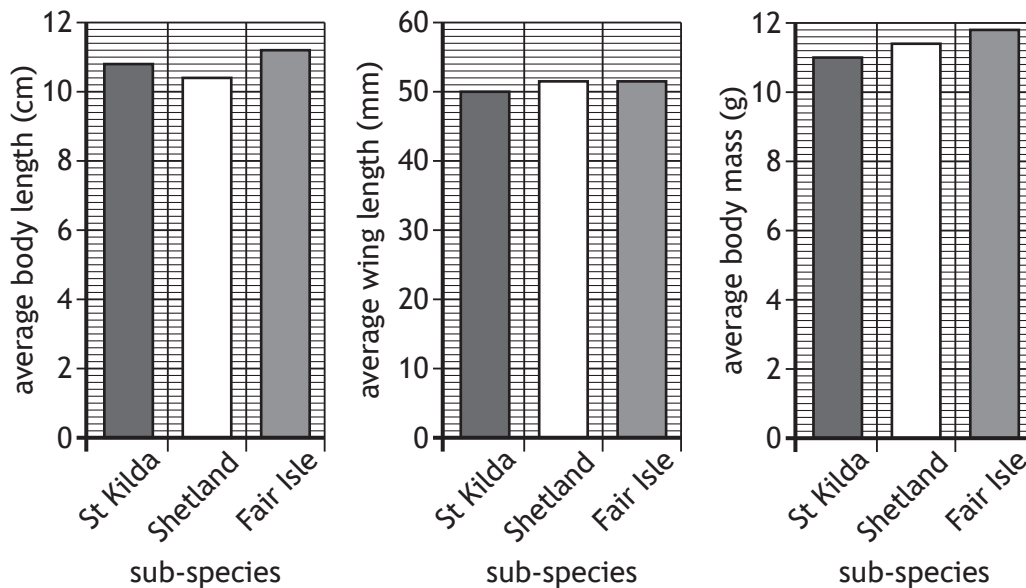 average body length (cm)
12
10
8
6
4
2
0
St Kilda
Shetland
Fair Isle
sub-species
average wing length (mm)
60
50
40
30
20
10
0
St Kilda
Shetland
Fair Isle
sub-species
average body mass (g)
12
10
8
6
4
2
0
St Kilda
Shetland
Fair Isle
sub-species